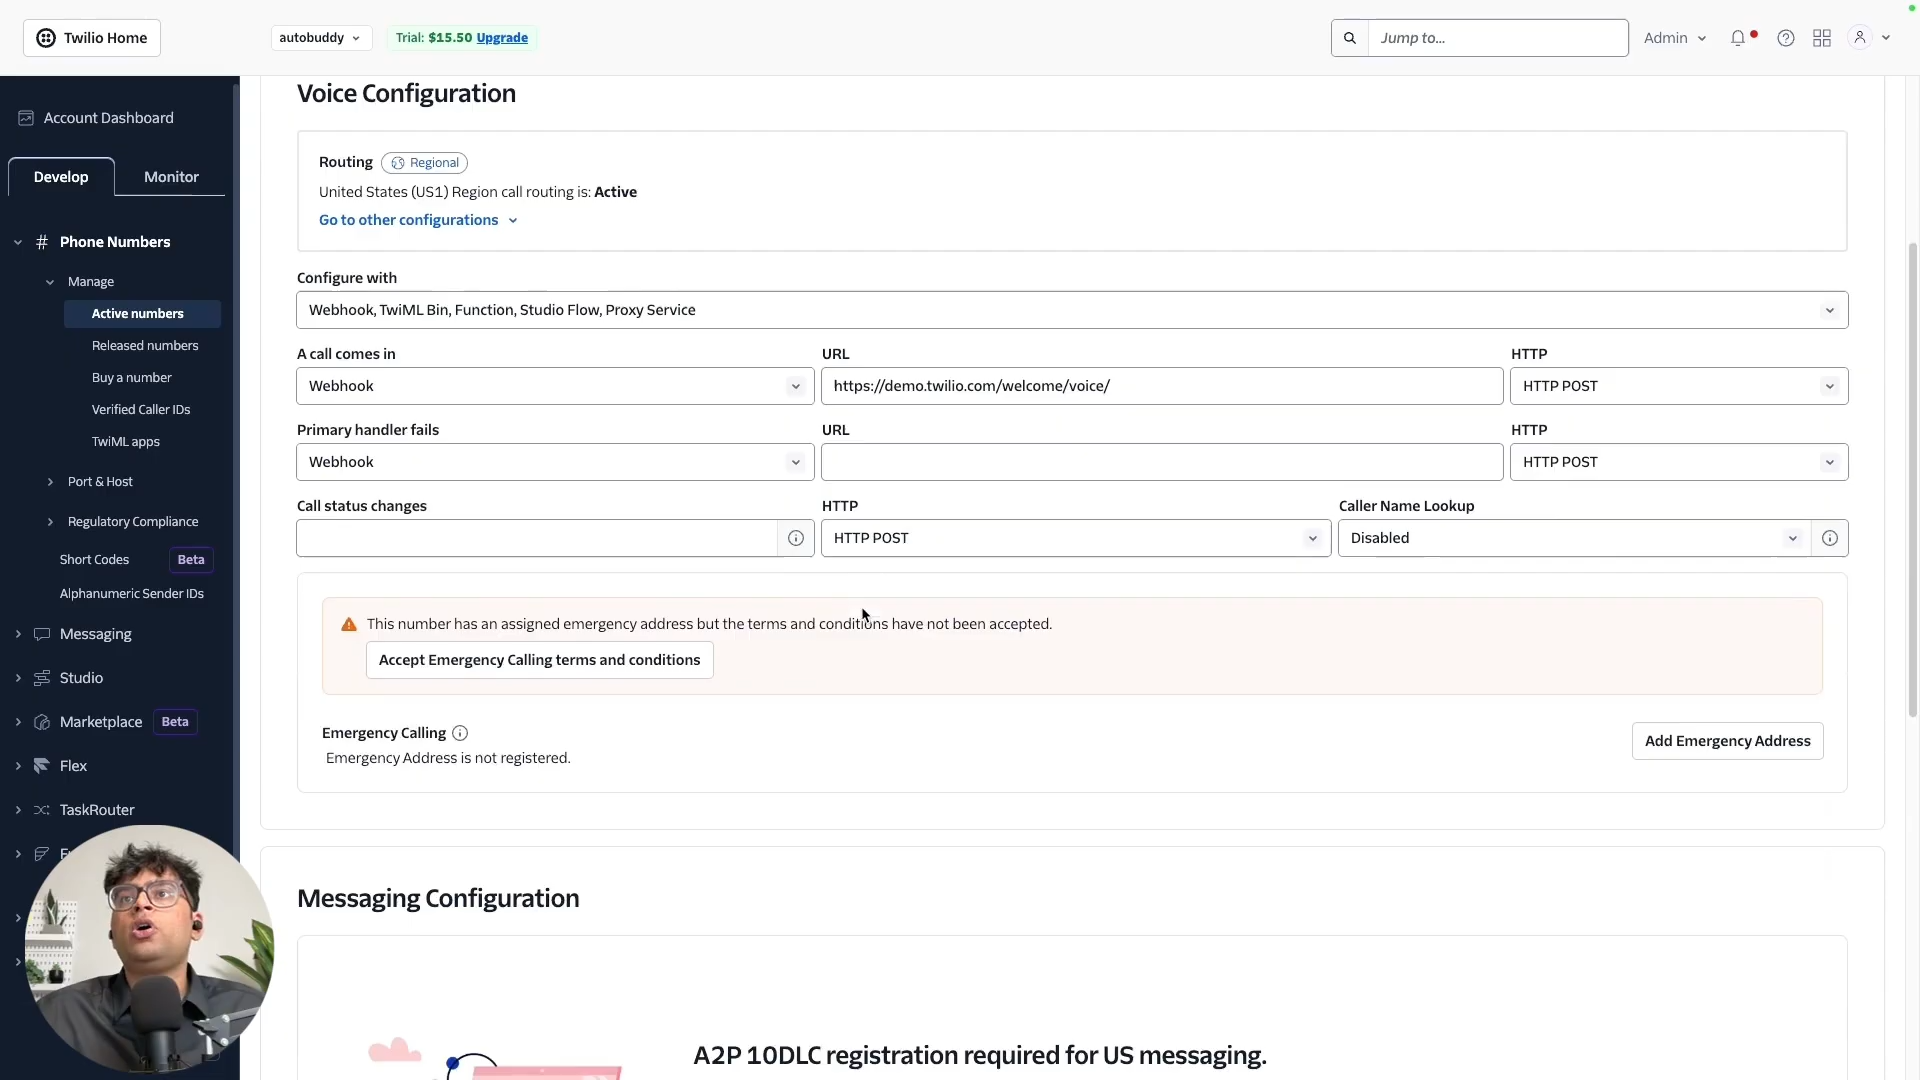 Twilio Home
autobuddy
Trial: $15.50 Upgrade
Jump to...
Admin
Account Dashboard
Develop
Monitor
Phone Numbers
Manage
Active numbers
Released numbers
Buy a number
Verified Caller IDs
TwiML apps
Port & Host
Regulatory Compliance
Short Codes Beta
Alphanumeric Sender IDs
Messaging
Studio
Marketplace Beta
Flex
TaskRouter
Voice Configuration
Routing Regional
United States (US1) Region call routing is: Active
Go to other configurations
Configure with
Webhook, TwiML Bin, Function, Studio Flow, Proxy Service
A call comes in URL HTTP
Webhook https://demo.twilio.com/welcome/voice/ HTTP POST
Primary handler fails URL HTTP
Webhook HTTP POST
Call status changes HTTP Caller Name Lookup
HTTP POST Disabled
This number has an assigned emergency address but the terms and conditions have not been accepted.
Accept Emergency Calling terms and conditions
Emergency Calling
Emergency Address is not registered.
Add Emergency Address
Messaging Configuration
A2P 10DLC registration required for US messaging.